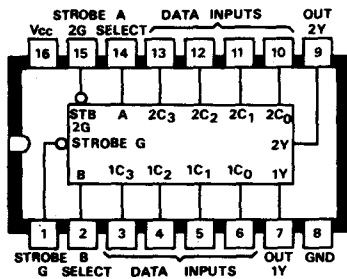 STROBE A DATA INPUTS OUT
Vcc 2G SELECT 2Y
16 15 14 13 12 11 10 9
STB A 2C3 2C2 2C1 2C0
2G
STROBE G 2Y
B 1C3 1C2 1C1 1C0 1Y
1 2 3 4 5 6 7 8
STROBE B DATA INPUTS OUT GND
G SELECT 1Y